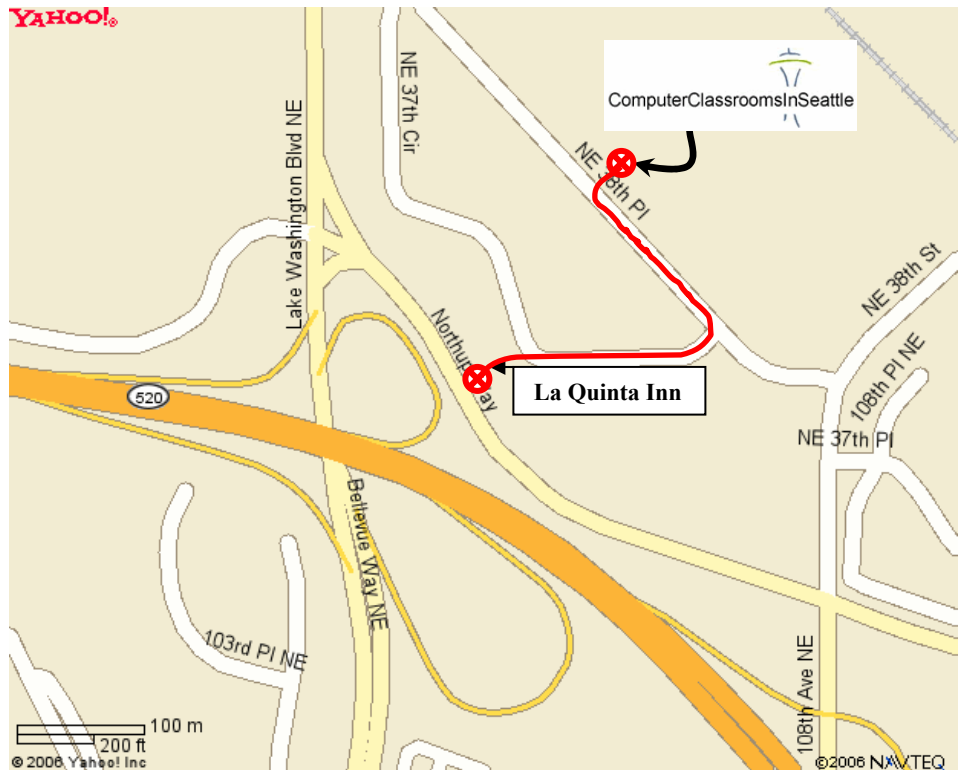 YAHOO!®
ComputerClassroomsInSeattle
NE 37th Cir
Lake Washington Blvd NE
NE 38th Pl
NE 38th St
Northup Way
La Quinta Inn
108th Pl NE
520
NE 37th Pl
Bellevue Way NE
103rd Pl NE
108th Ave NE
100 m
200 ft
© 2006 Yahoo! Inc
©2006 NAVTEQ